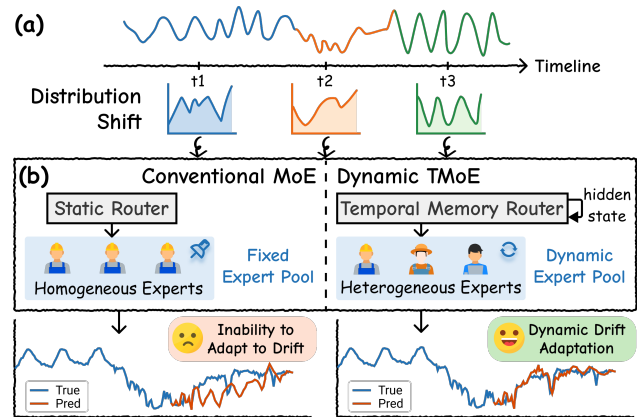 (a)
Timeline
t1
t2
t3
Distribution
Shift
(b)
Conventional MoE
Dynamic TMoE
Static Router
Temporal Memory Router
hidden
state
Fixed
Expert Pool
Homogeneous Experts
Dynamic
Expert Pool
Heterogeneous Experts
Inability to
Adapt to Drift
Dynamic Drift
Adaptation
True
Pred
True
Pred